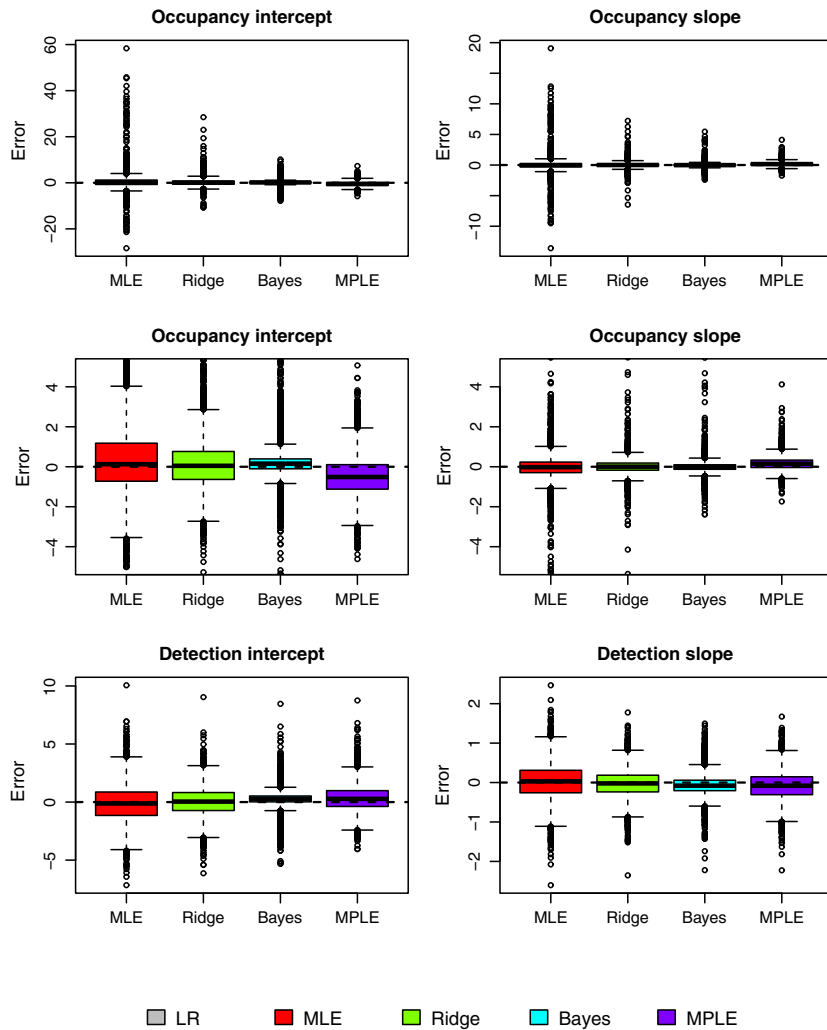 Occupancy intercept
Occupancy slope
Error
60
40
20
0
−20
MLE Ridge Bayes MPLE
Error
20
10
5
0
−10
MLE Ridge Bayes MPLE
Occupancy intercept
Occupancy slope
Error
4
2
0
−2
−4
MLE Ridge Bayes MPLE
Error
4
2
0
−2
−4
MLE Ridge Bayes MPLE
Detection intercept
Detection slope
Error
10
5
0
−5
MLE Ridge Bayes MPLE
Error
2
1
0
−1
−2
MLE Ridge Bayes MPLE
LR MLE Ridge Bayes MPLE